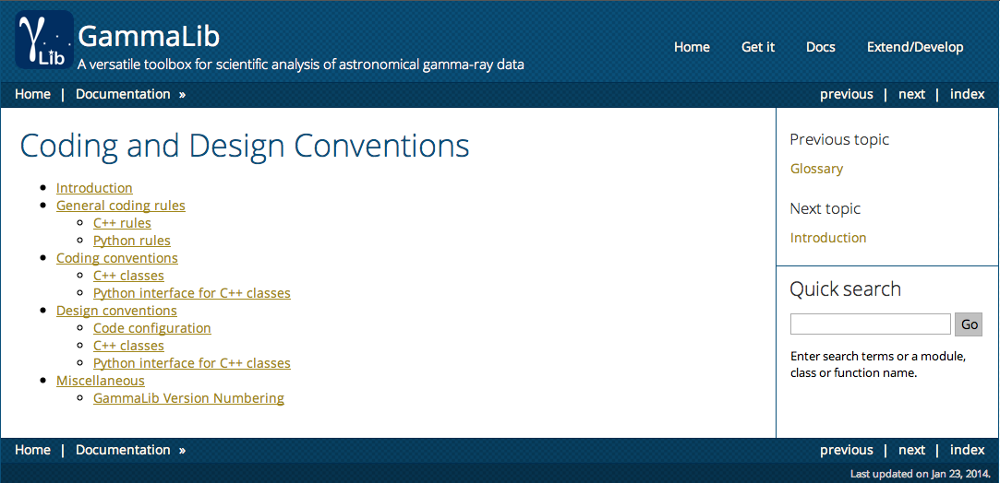 γ Lib
GammaLib
A versatile toolbox for scientific analysis of astronomical gamma-ray data
Home Get it Docs Extend/Develop
Home | Documentation »
previous | next | index
Coding and Design Conventions
Introduction
General coding rules
C++ rules
Python rules
Coding conventions
C++ classes
Python interface for C++ classes
Design conventions
Code configuration
C++ classes
Python interface for C++ classes
Miscellaneous
GammaLib Version Numbering
Previous topic
Glossary
Next topic
Introduction
Quick search
Go
Enter search terms or a module,
class or function name.
Home | Documentation »
previous | next | index
Last updated on Jan 23, 2014.